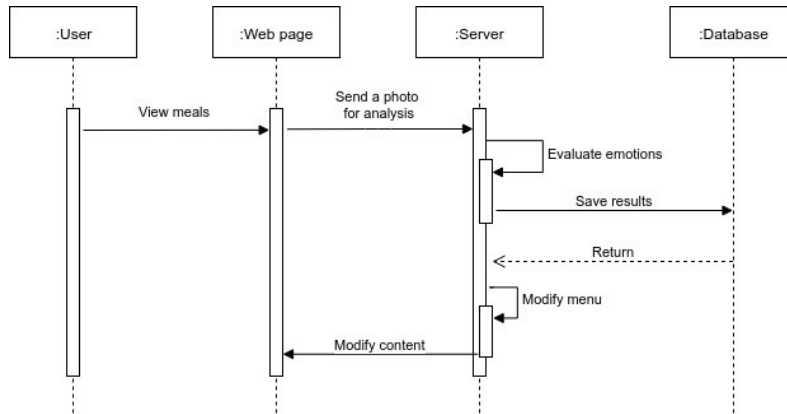 :User
:Web page
:Server
:Database
View meals
Send a photo
for analysis
Evaluate emotions
Save results
Return
Modify menu
Modify content